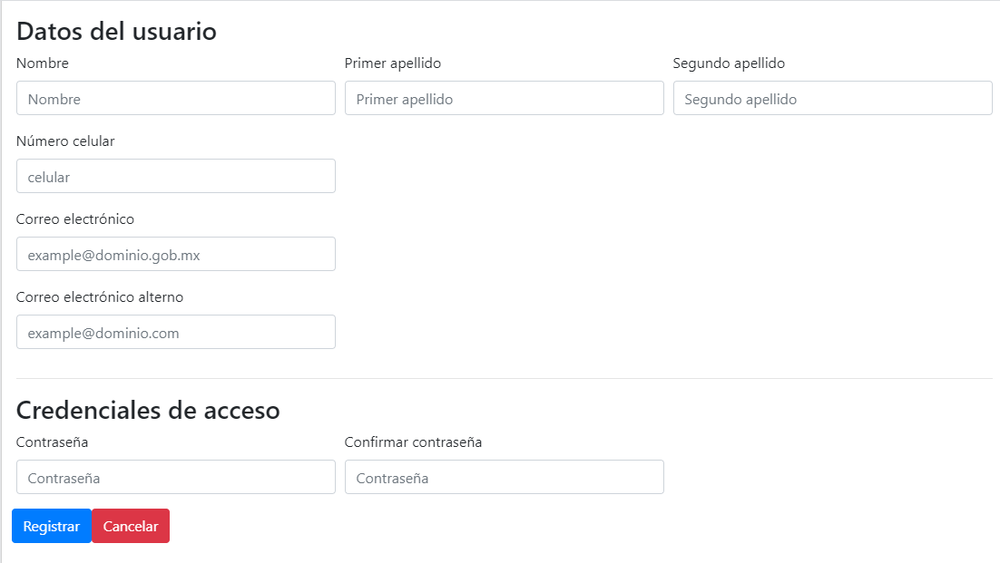 Datos del usuario
Nombre Primer apellido Segundo apellido
Nombre Primer apellido Segundo apellido
Número celular
celular
Correo electrónico
example@dominio.gob.mx
Correo electrónico alterno
example@dominio.com
Credenciales de acceso
Contraseña Confirmar contraseña
Contraseña Contraseña
Registrar Cancelar